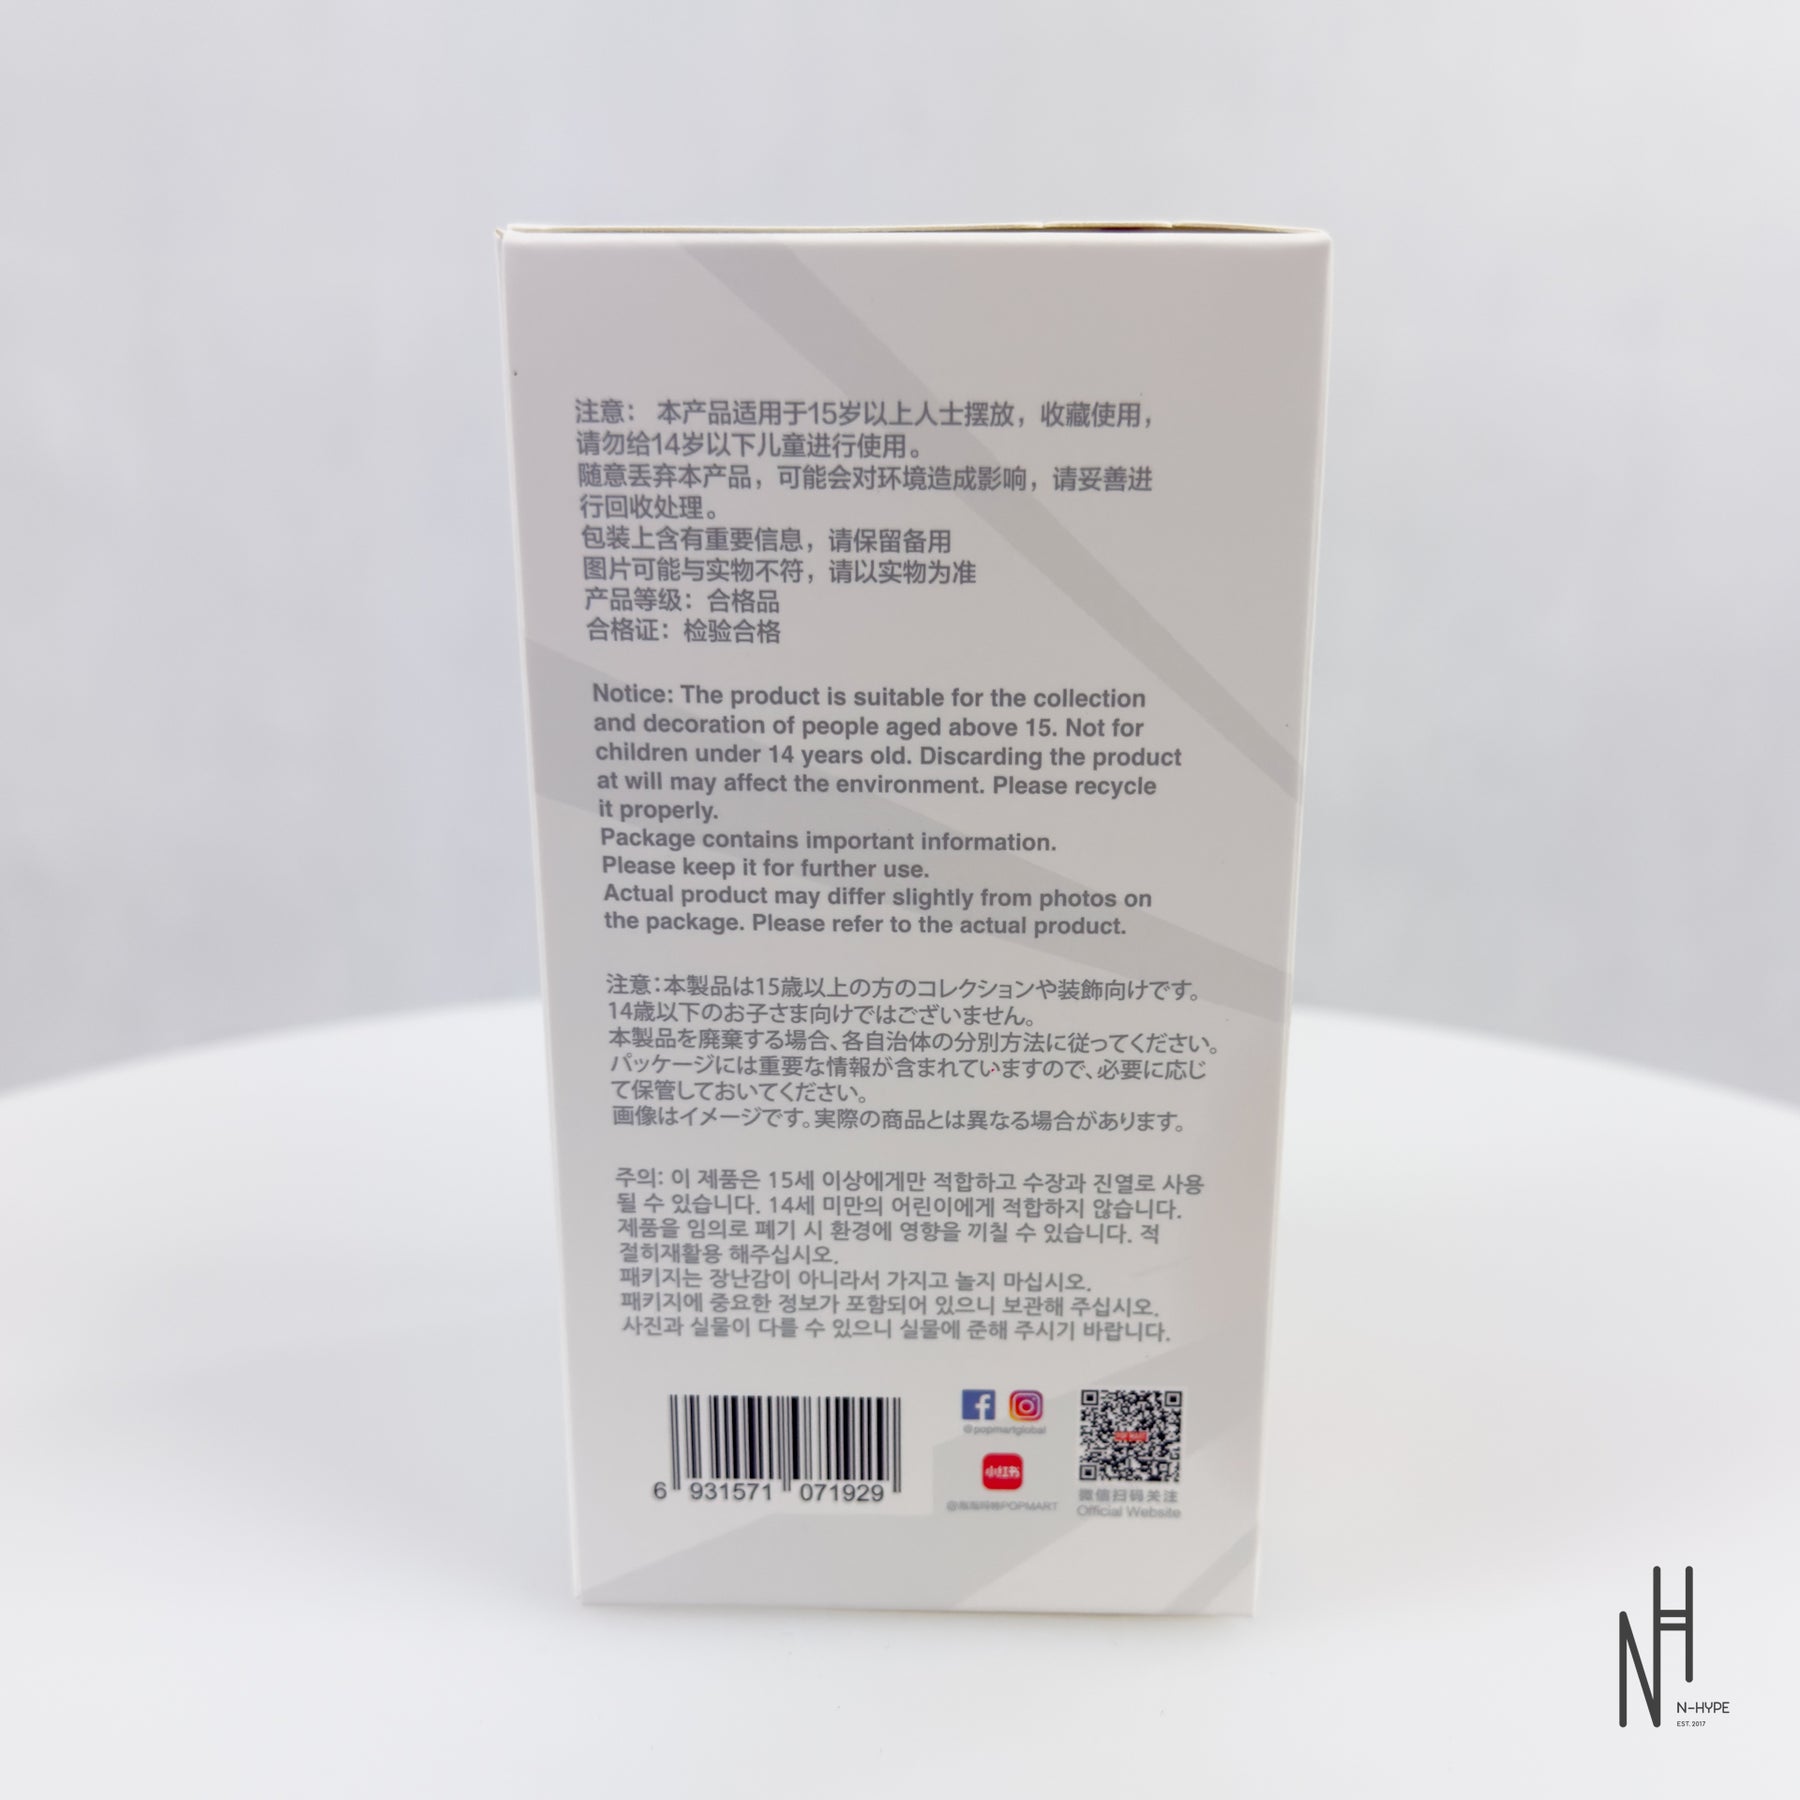 注意： 本产品适用于15岁以上人士摆放，收藏使用，
请勿给14岁以下儿童进行使用。
随意丢弃本产品，可能会对环境造成影响，请妥善进
行回收处理。
包装上含有重要信息，请保留备用
图片可能与实物不符，请以实物为准
产品等级：合格品
合格证：检验合格
Notice: The product is suitable for the collection
and decoration of people aged above 15. Not for
children under 14 years old. Discarding the product
at will may affect the environment. Please recycle
it properly.
Package contains important information.
Please keep it for further use.
Actual product may differ slightly from photos on
the package. Please refer to the actual product.
注意：本製品は15歳以上の方のコレクションや装飾向けです。
14歳以下のお子さま向けではございません。
本製品を廃棄する場合、各自治体の分別方法に従ってください。
パッケージには重要な情報が含まれていますので、必要に応じ
て保管しておいてください。
画像はイメージです。実際の商品とは異なる場合があります。
주의: 이 제품은 15세 이상에게만 적합하고 수장과 진열로 사용
될 수 있습니다. 14세 미만의 어린이에게 적합하지 않습니다.
제품을 임의로 폐기 시 환경에 영향을 끼칠 수 있습니다. 적
절히재활용 해주십시오.
패키지는 장난감이 아니라서 가지고 놀지 마십시오.
패키지에 중요한 정보가 포함되어 있으니 보관해 주십시오.
사진과 실물이 다를 수 있으니 실물에 준해 주시기 바랍니다.
6 931571 071929
@popmartglobal
小红书
@泡泡玛特POPMART
POP MART
微信扫码关注
Official Website
NH
N-HYPE
EST. 2017